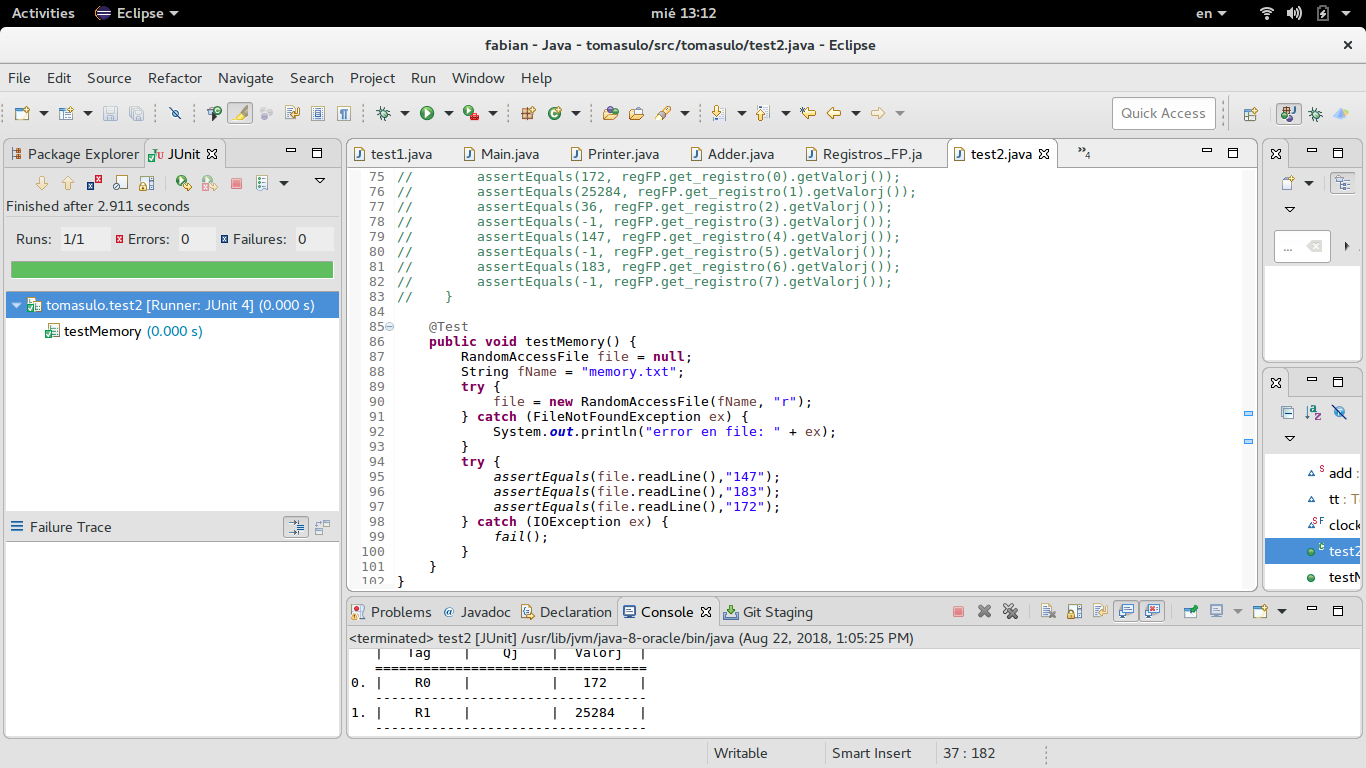 Activities Eclipse mié 13:12 en
fabian - Java - tomasulo/src/tomasulo/test2.java - Eclipse
File Edit Source Refactor Navigate Search Project Run Window Help
Quick Access
Package Explorer JUnit
Finished after 2.911 seconds
Runs: 1/1 Errors: 0 Failures: 0
tomasulo.test2 [Runner: JUnit 4] (0.000 s)
testMemory (0.000 s)
Failure Trace
test1.java Main.java Printer.java Adder.java Registros_FP.ja test2.java »4
75 // assertEquals(172, regFP.get_registro(0).getValorj());
76 // assertEquals(25284, regFP.get_registro(1).getValorj());
77 // assertEquals(36, regFP.get_registro(2).getValorj());
78 // assertEquals(-1, regFP.get_registro(3).getValorj());
79 // assertEquals(147, regFP.get_registro(4).getValorj());
80 // assertEquals(-1, regFP.get_registro(5).getValorj());
81 // assertEquals(183, regFP.get_registro(6).getValorj());
82 // assertEquals(-1, regFP.get_registro(7).getValorj());
83 // }
84
85 @Test
86 public void testMemory() {
87 RandomAccessFile file = null;
88 String fName = "memory.txt";
89 try {
90 file = new RandomAccessFile(fName, "r");
91 } catch (FileNotFoundException ex) {
92 System.out.println("error en file: " + ex);
93 }
94 try {
95 assertEquals(file.readLine(),"147");
96 assertEquals(file.readLine(),"183");
97 assertEquals(file.readLine(),"172");
98 } catch (IOException ex) {
99 fail();
100 }
101 }
102 }
...
add :
tt : T
clock
test2
testM
Problems @ Javadoc Declaration Console Git Staging
<terminated> test2 [JUnit] /usr/lib/jvm/java-8-oracle/bin/java (Aug 22, 2018, 1:05:25 PM)
| Tag | Qj | Valorj |
==================================
0. | R0 | | 172 |
----------------------------------
1. | R1 | | 25284 |
----------------------------------
Writable Smart Insert 37 : 182